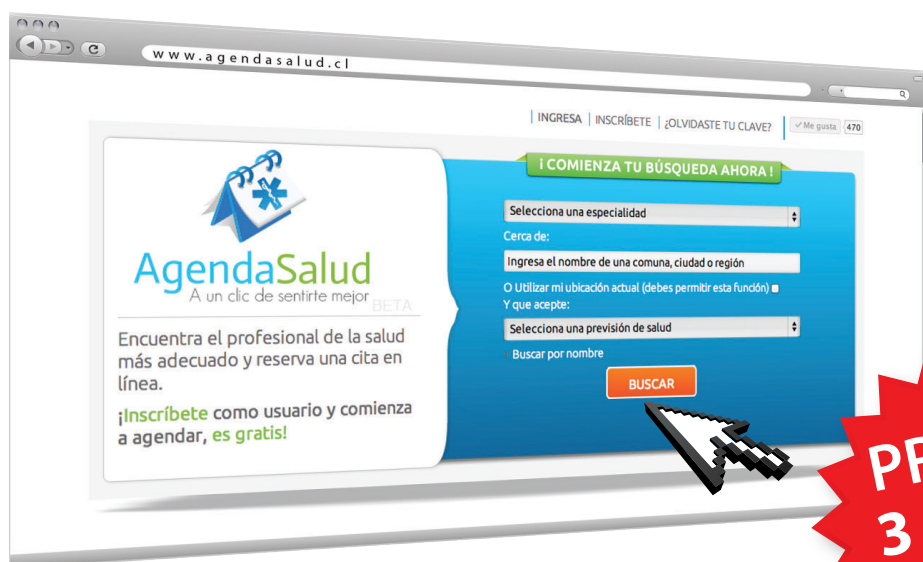 www.agendasalud.cl
INGRESA | INSCRÍBETE | ¿OLVIDASTE TU CLAVE?
Me gusta 470
¡COMIENZA TU BÚSQUEDA AHORA!
Selecciona una especialidad
Cerca de:
Ingresa el nombre de una comuna, ciudad o región
O Utilizar mi ubicación actual (debes permitir esta función)
Y que acepte:
Selecciona una previsión de salud
Buscar por nombre
BUSCAR
AgendaSalud
A un clic de sentirte mejor
BETA
Encuentra el profesional de la salud
más adecuado y reserva una cita en
línea.
¡Inscríbete como usuario y comienza
a agendar, es gratis!
3